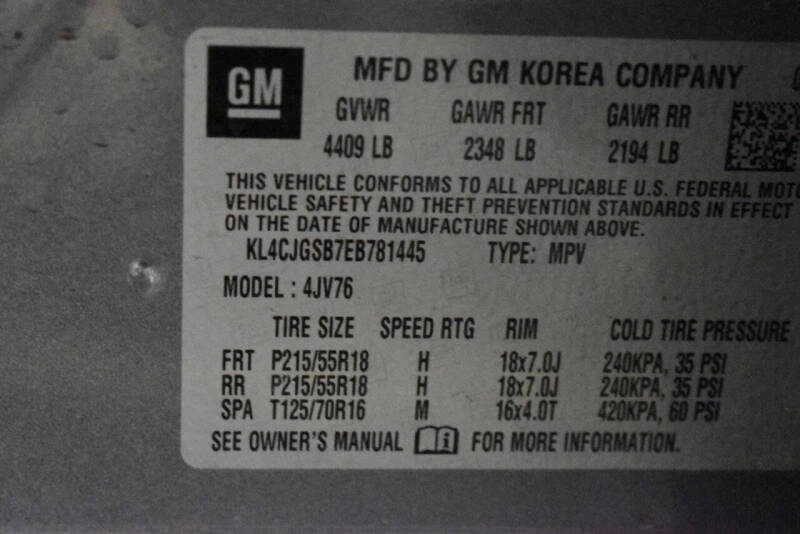 GM
MFD BY GM KOREA COMPANY
GVWR GAWR FRT GAWR RR
4409 LB 2348 LB 2194 LB
THIS VEHICLE CONFORMS TO ALL APPLICABLE U.S. FEDERAL
VEHICLE SAFETY AND THEFT PREVENTION STANDARDS IN EFFECT
ON THE DATE OF MANUFACTURE SHOWN ABOVE.
KL4CJGSB7EB781445 TYPE: MPV
MODEL : 4JV76
TIRE SIZE SPEED RTG RIM COLD TIRE PRESSURE
FRT P215/55R18 H 18x7.0J 240KPA, 35 PSI
RR P215/55R18 H 18x7.0J 240KPA, 35 PSI
SPA T125/70R16 M 16x4.0T 420KPA, 60 PSI
SEE OWNER'S MANUAL i FOR MORE INFORMATION.